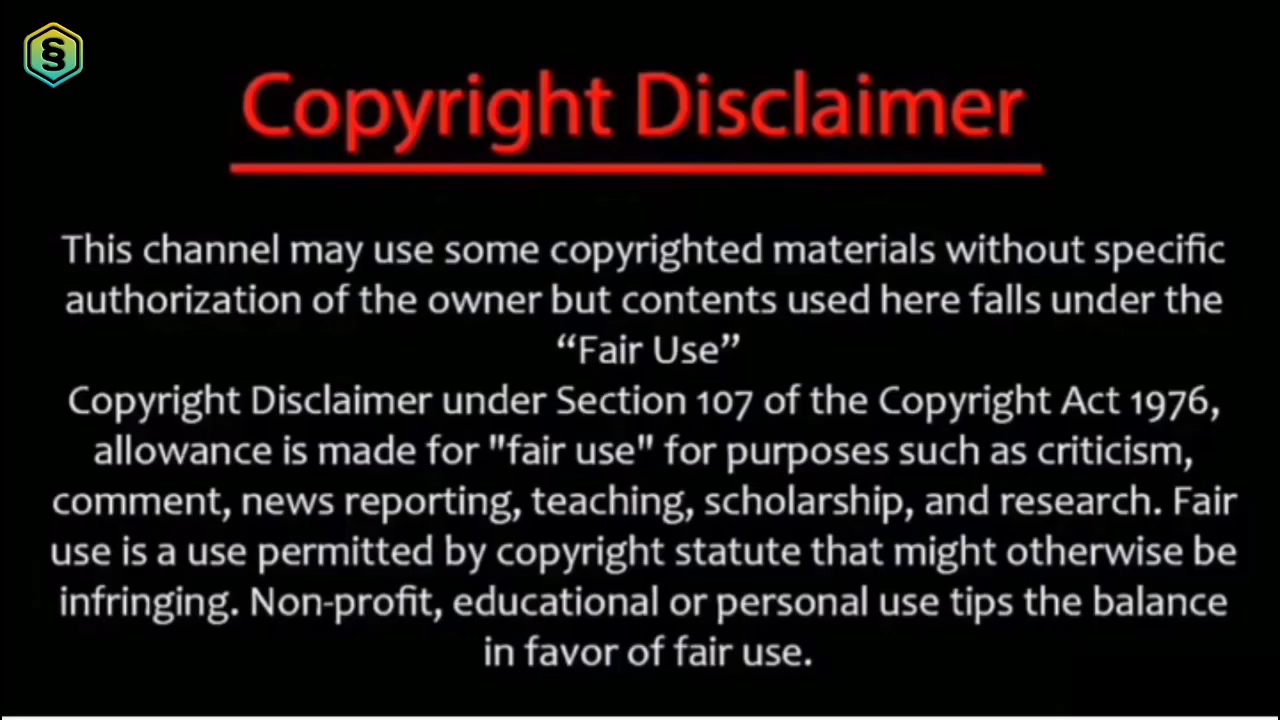 §
Copyright Disclaimer
This channel may use some copyrighted materials without specific
authorization of the owner but contents used here falls under the
“Fair Use”
Copyright Disclaimer under Section 107 of the Copyright Act 1976,
allowance is made for "fair use" for purposes such as criticism,
comment, news reporting, teaching, scholarship, and research. Fair
use is a use permitted by copyright statute that might otherwise be
infringing. Non-profit, educational or personal use tips the balance
in favor of fair use.